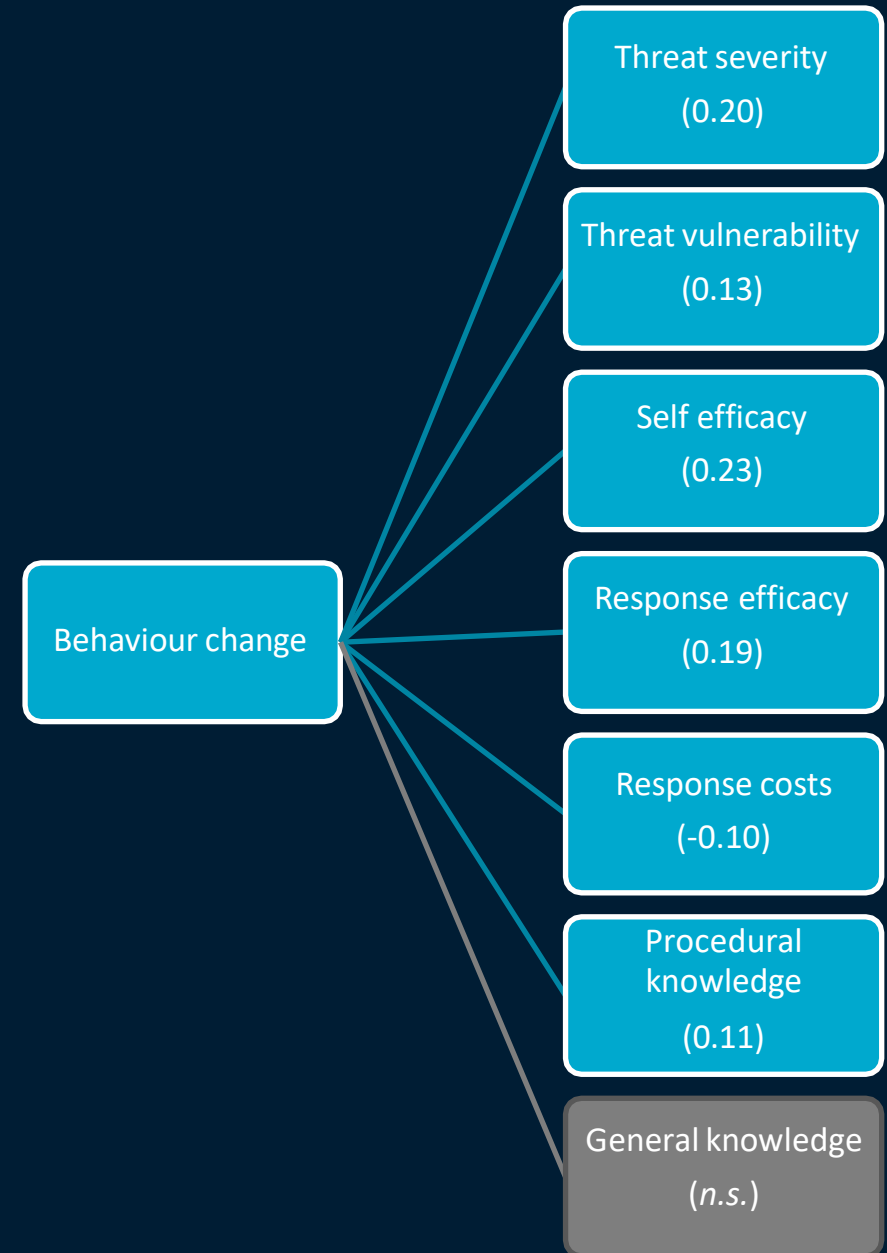 Threat severity
(0.20)
Threat vulnerability
(0.13)
Self efficacy
(0.23)
Response efficacy
(0.19)
Behaviour change
Response costs
(-0.10)
Procedural
knowledge
(0.11)
General knowledge
(n.s.)